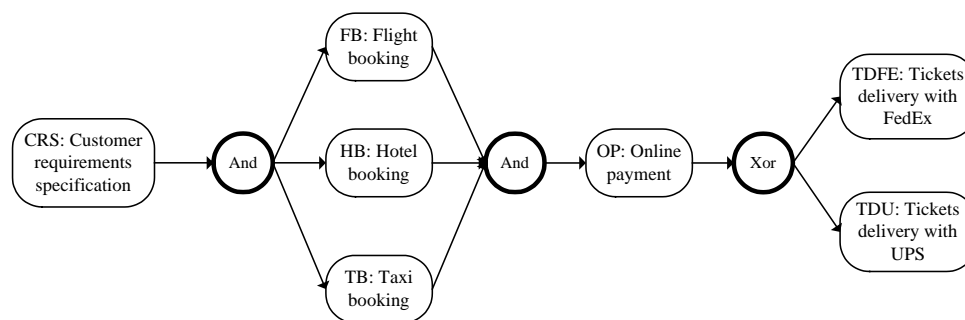 CRS: Customer
requirements
specification
And
FB: Flight
booking
HB: Hotel
booking
TB: Taxi
booking
And
OP: Online
payment
Xor
TDFE: Tickets
delivery with
FedEx
TDU: Tickets
delivery with
UPS